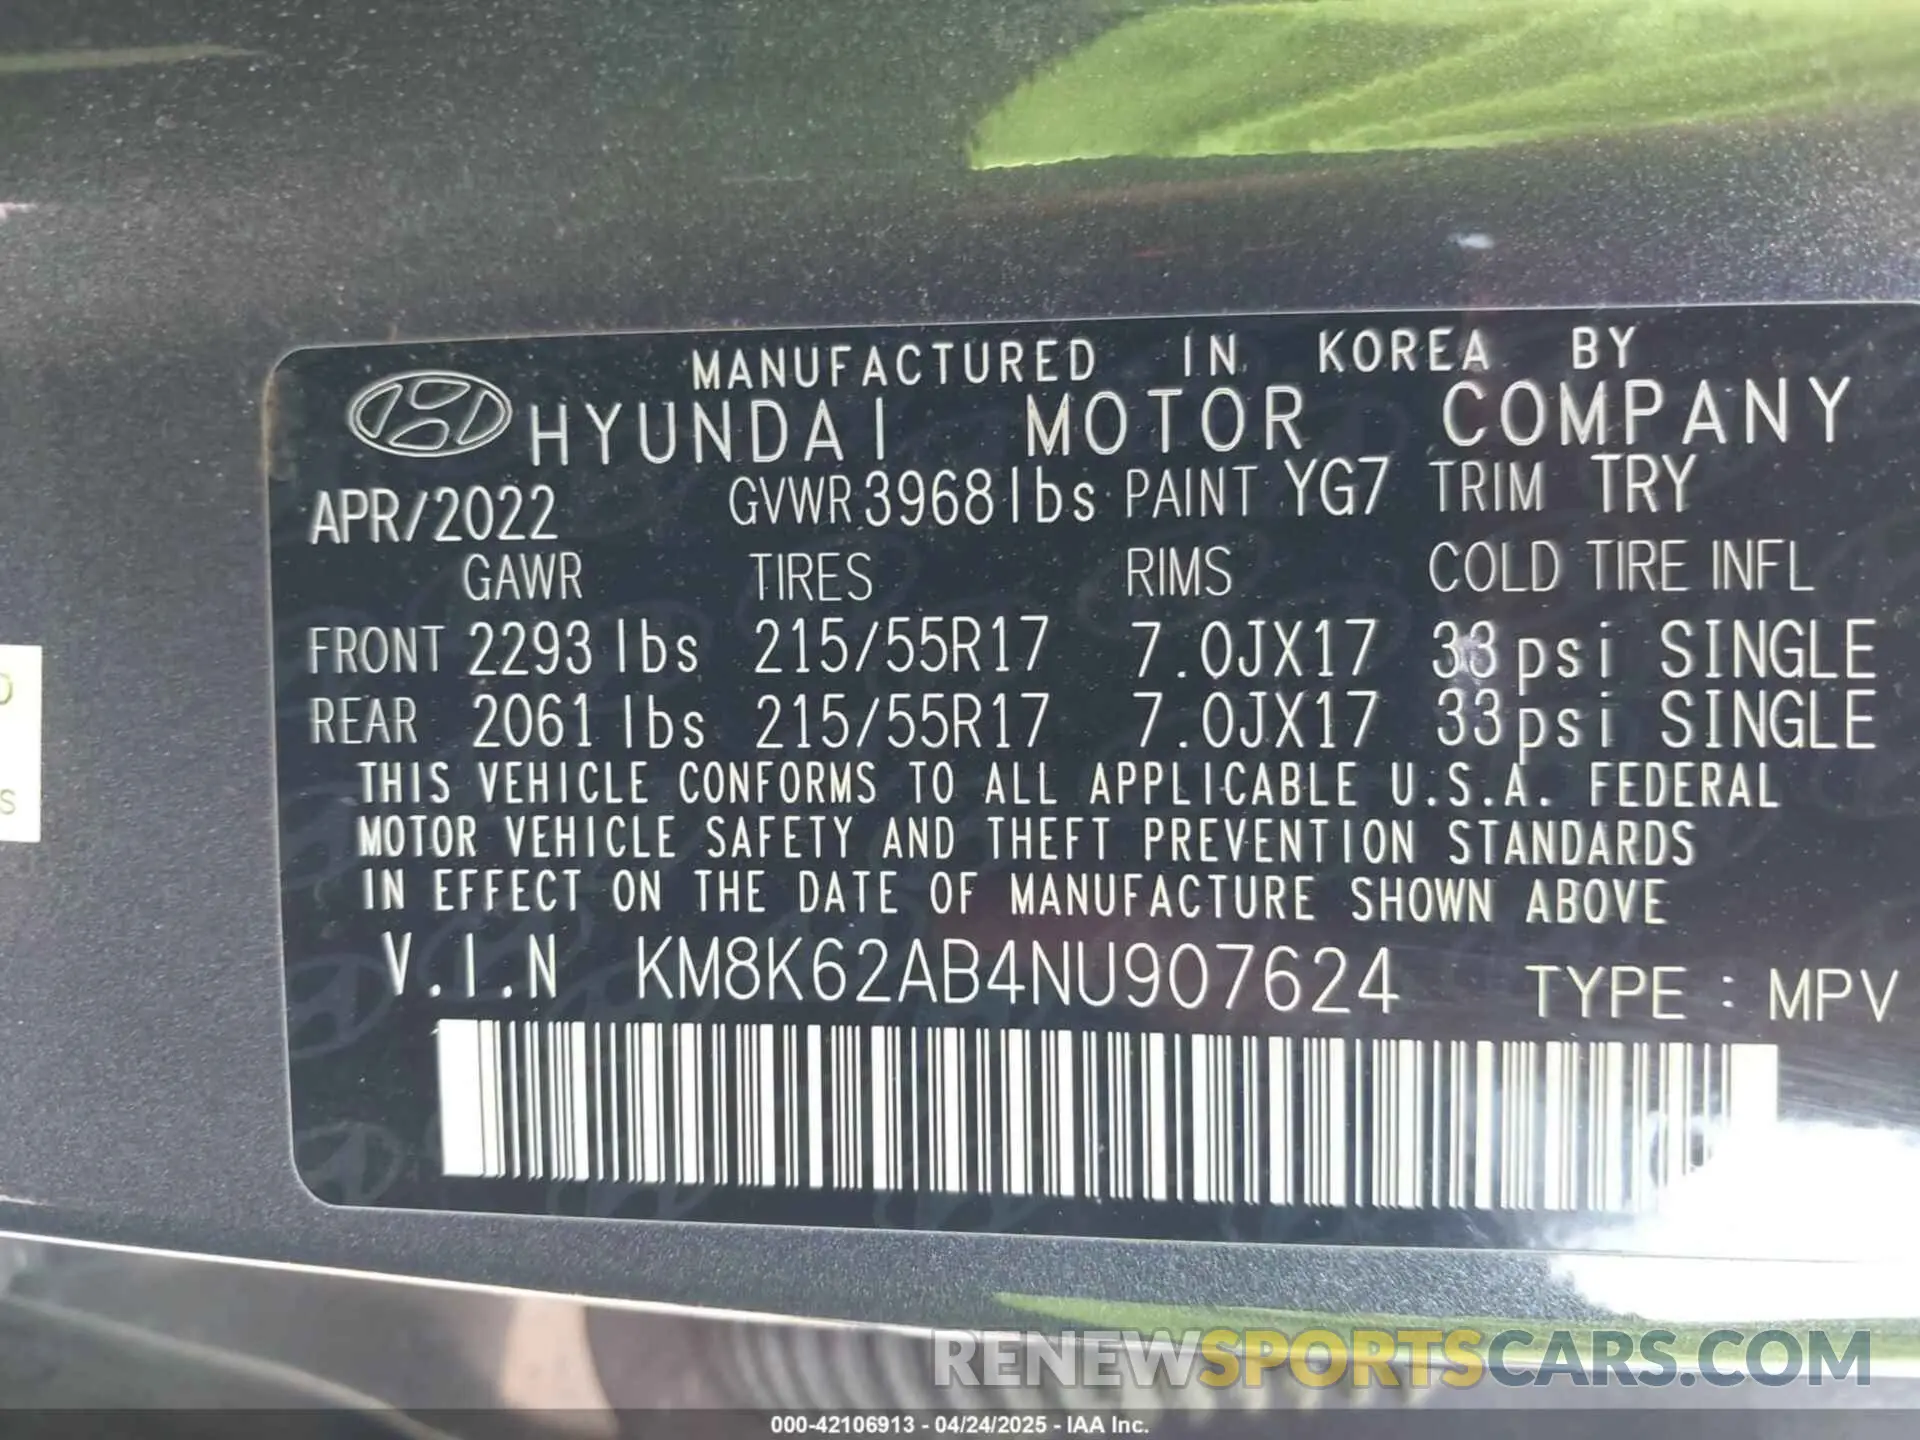 MANUFACTURED IN KOREA BY
HYUNDAI MOTOR COMPANY
APR/2022 GVWR 3968lbs PAINT YG7 TRIM TRY
GAWR TIRES RIMS COLD TIRE INFL
FRONT 2293 lbs 215/55R17 7.0JX17 33psi SINGLE
REAR 2061 lbs 215/55R17 7.0JX17 33psi SINGLE
THIS VEHICLE CONFORMS TO ALL APPLICABLE U.S.A. FEDERAL
MOTOR VEHICLE SAFETY AND THEFT PREVENTION STANDARDS
IN EFFECT ON THE DATE OF MANUFACTURE SHOWN ABOVE
V.I.N KM8K62AB4NU907624 TYPE : MPV
RENEWSPORTSCARS.COM
000-42106913 - 04/24/2025 - IAA Inc.